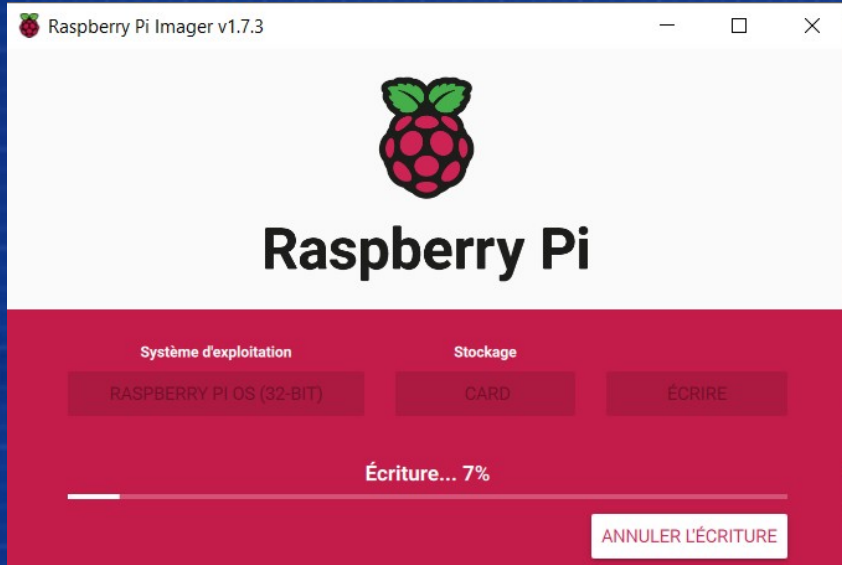 Raspberry Pi Imager v1.7.3
Raspberry Pi
Système d'exploitation
Stockage
RASPBERRY PI OS (32-BIT)
CARD
ÉCRIRE
Écriture... 7%
ANNULER L'ÉCRITURE